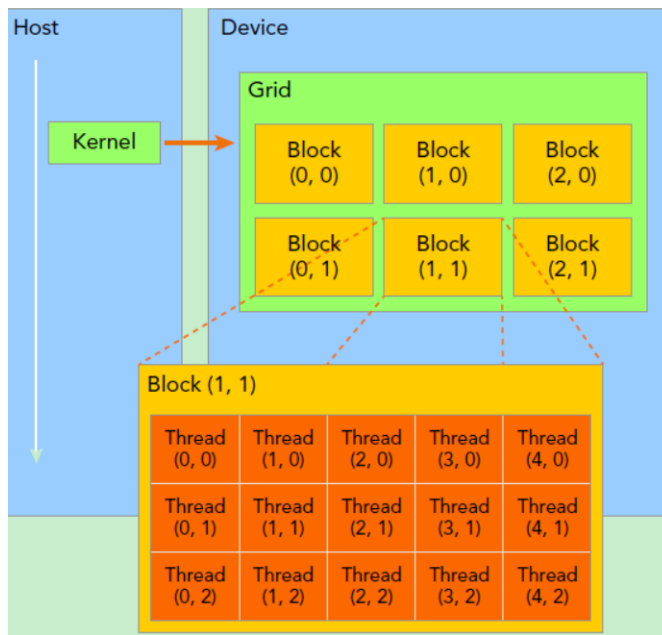 Host
Device
Grid
Kernel
Block
(0, 0)
Block
(1, 0)
Block
(2, 0)
Block
(0, 1)
Block
(1, 1)
Block
(2, 1)
Block (1, 1)
Thread
(0, 0)
Thread
(1, 0)
Thread
(2, 0)
Thread
(3, 0)
Thread
(4, 0)
Thread
(0, 1)
Thread
(1, 1)
Thread
(2, 1)
Thread
(3, 1)
Thread
(4, 1)
Thread
(0, 2)
Thread
(1, 2)
Thread
(2, 2)
Thread
(3, 2)
Thread
(4, 2)